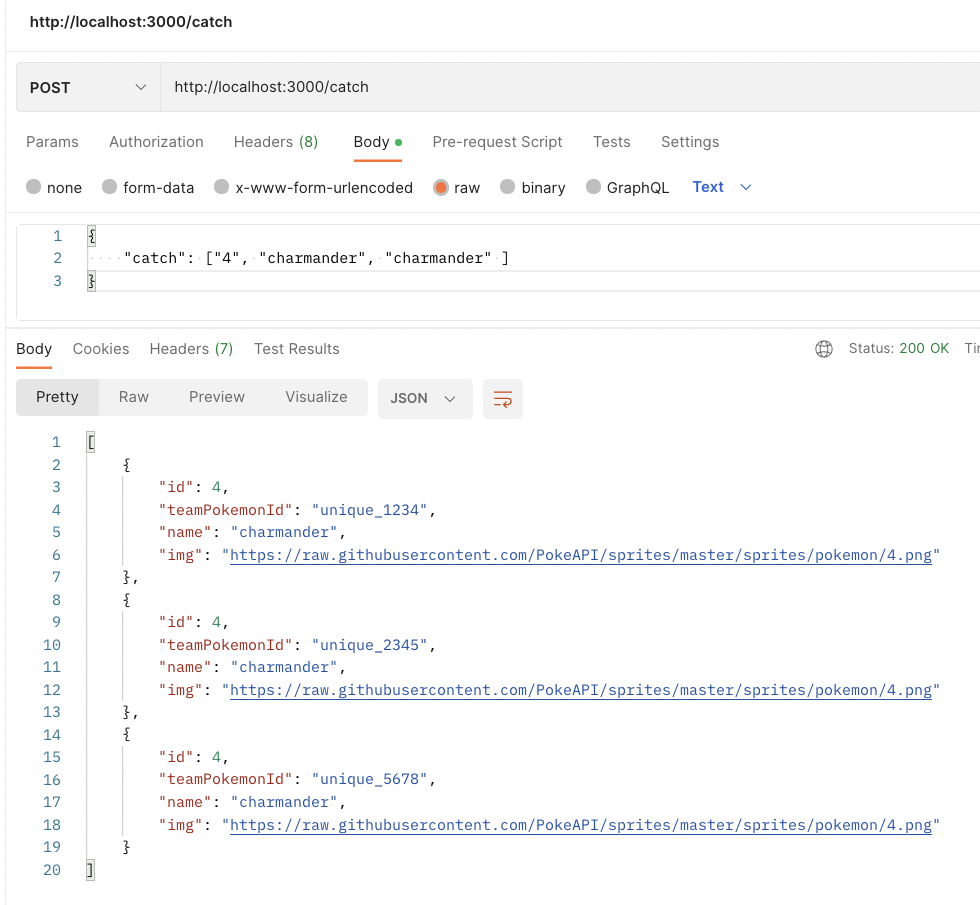 http://localhost:3000/catch
POST http://localhost:3000/catch
Params Authorization Headers (8) Body Pre-request Script Tests Settings
none form-data x-www-form-urlencoded raw binary GraphQL Text
1 {
2 "catch": ["4", "charmander", "charmander" ]
3 }
Body Cookies Headers (7) Test Results Status: 200 OK
Pretty Raw Preview Visualize JSON
1 [
2 {
3 "id": 4,
4 "teamPokemonId": "unique_1234",
5 "name": "charmander",
6 "img": "https://raw.githubusercontent.com/PokeAPI/sprites/master/sprites/pokemon/4.png"
7 },
8 {
9 "id": 4,
10 "teamPokemonId": "unique_2345",
11 "name": "charmander",
12 "img": "https://raw.githubusercontent.com/PokeAPI/sprites/master/sprites/pokemon/4.png"
13 },
14 {
15 "id": 4,
16 "teamPokemonId": "unique_5678",
17 "name": "charmander",
18 "img": "https://raw.githubusercontent.com/PokeAPI/sprites/master/sprites/pokemon/4.png"
19 }
20 ]